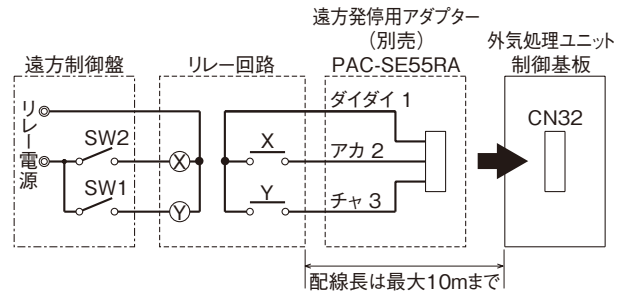 遠方発停用アダプター
（別売）
PAC-SE55RA
外気処理ユニット
制御基板
遠方制御盤
リレー回路
リレー電源
SW2
SW1
X
Y
X
Y
ダイダイ 1
アカ 2
チャ 3
CN32
配線長は最大10mまで